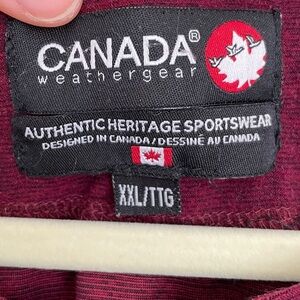 CANADA®
weathergear
AUTHENTIC HERITAGE SPORTSWEAR
DESIGNED IN CANADA/DESSINÉ AU CANADA
XXL/TTG